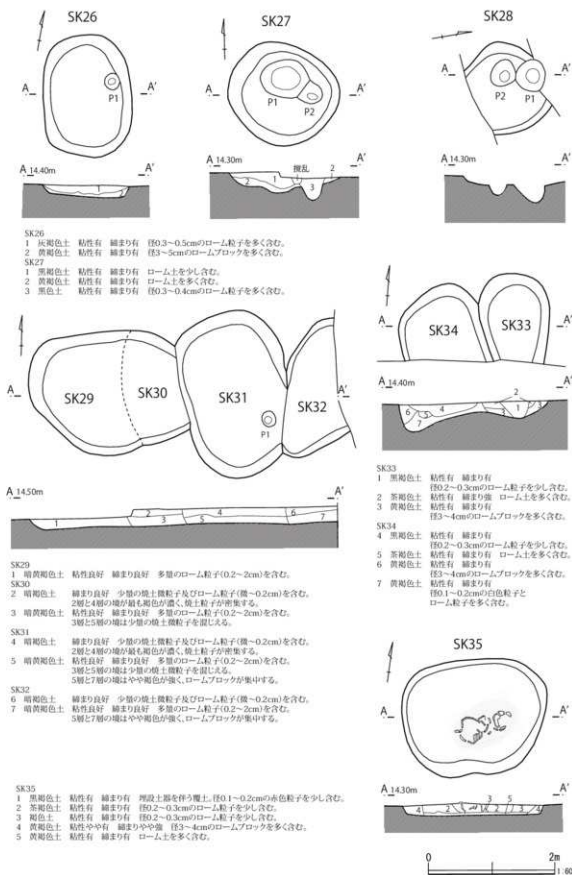 SK26
A
A'
P1
A 14.40m
A'
1
SK27
A
A'
P1
P2
A 14.30m
撹乱
2
A'
2
1
3
SK28
A
A'
P2
P1
A 14.30m
A'
SK26
1 灰褐色土 粘性有 締まり有 径0.3～0.5cmのローム粒子を多く含む。
2 黄褐色土 粘性有 締まり有 径3～5cmのロームブロックを多く含む。
SK27
1 黒褐色土 粘性有 締まり有 ローム土を少し含む。
2 黄褐色土 粘性有 締まり有 ローム土を多く含む。
3 黒色土 粘性有 締まり有 径0.3～0.4cmのローム粒子を多く含む。
A
SK29
SK30
SK31
SK32
P1
A'
A 14.50m
A'
1
2
3
4
5
6
7
SK34
SK33
A
A'
A 14.40m
2
A'
6
5
4
7
1
SK33
1 黒褐色土 粘性有 締まり有
径0.2～0.3cmのローム粒子を少し含む。
2 茶褐色土 粘性有 締まり強 ローム土を多く含む。
3 黄褐色土 粘性有 締まり有
径3～4cmのロームブロックを多く含む。
SK34
4 黒褐色土 粘性有 締まり有
径0.2～0.3cmのローム粒子を少し含む。
5 茶褐色土 粘性有 締まり有 ローム土を多く含む。
6 黄褐色土 粘性有 締まり有
径3～4cmのロームブロックを多く含む。
7 黄褐色土 粘性有 締まり有
径0.1～0.2cmの白色粒子と
ローム粒子を多く含む。
SK29
1 暗黄褐色土 粘性良好 締まり良好 多量のローム粒子(0.2～2cm)を含む。
SK30
2 暗褐色土 締まり良好 少量の焼土微粒子及びローム粒子(微～0.2cm)を含む。
2層と4層の境が最も褐色が濃く、焼土粒子が密集する。
3 暗黄褐色土 粘性良好 締まり良好 多量のローム粒子(0.2～2cm)を含む。
3層と5層の境は少量の焼土微粒子を混じえる。
SK31
4 暗褐色土 締まり良好 少量の焼土微粒子及びローム粒子(微～0.2cm)を含む。
2層と4層の境が最も褐色が濃く、焼土粒子が密集する。
5 暗黄褐色土 粘性良好 締まり良好 多量のローム粒子(0.2～2cm)を含む。
3層と5層の境は少量の焼土微粒子を混じえる。
5層と7層の境はやや褐色が強く、ロームブロックが集中する。
SK32
6 暗褐色土 締まり良好 少量の焼土微粒子及びローム粒子(微～0.2cm)を含む。
7 暗黄褐色土 粘性良好 締まり良好 多量のローム粒子(0.2～2cm)を含む。
5層と7層の境はやや褐色が強く、ロームブロックが集中する。
SK35
A
A'
A 14.30m
3
5
A'
4
2
1
2
3
4
SK35
1 黒褐色土 粘性有 締まり有 埋設土器を伴う覆土。径0.1～0.2cmの赤色粒子を少し含む。
2 茶褐色土 粘性有 締まり有 径0.2～0.3cmのローム粒子を少し含む。
3 褐色土 粘性有 締まり有 径0.2～0.3cmのローム粒子を少し含む。
4 黄褐色土 粘性やや有 締まりやや強 径3～4cmのロームブロックを多く含む。
5 黄褐色土 粘性有 締まり有 ローム土を多く含む。
0
2m
1:60